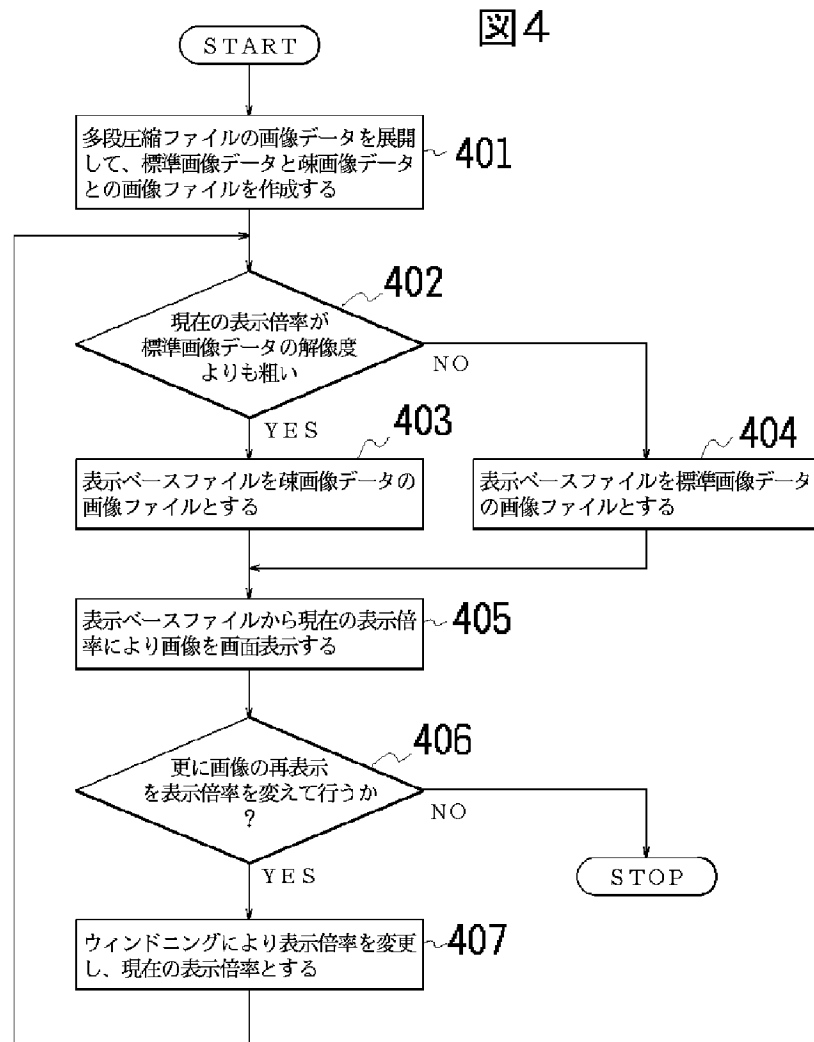 図4
START
多段圧縮ファイルの画像データを展開
して、標準画像データと疎画像データ
との画像ファイルを作成する
401
402
現在の表示倍率が
標準画像データの解像度
よりも粗い
NO
YES
403
表示ベースファイルを疎画像データの
画像ファイルとする
404
表示ベースファイルを標準画像データ
の画像ファイルとする
表示ベースファイルから現在の表示倍
率により画像を画面表示する
405
406
更に画像の再表示
を表示倍率を変えて行うか
?
NO
YES
STOP
ウィンドニングにより表示倍率を変更
し、現在の表示倍率とする
407